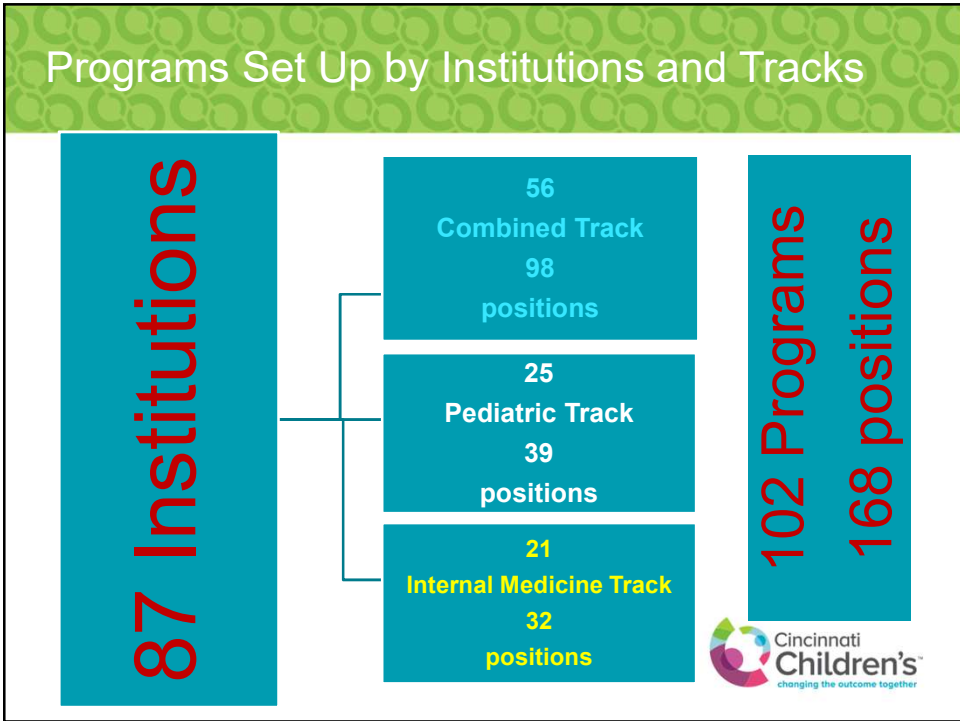 Programs Set Up by Institutions and Tracks
87 Institutions
56
Combined Track
98
positions
25
Pediatric Track
39
positions
21
Internal Medicine Track
32
positions
102 Programs
168 positions
Cincinnati
Children's™
changing the outcome together